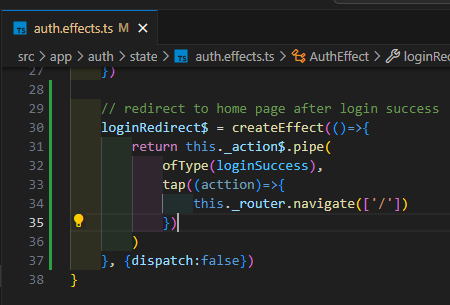 auth.effects.ts M
src > app > auth > state > auth.effects.ts > AuthEffect > loginRed
27 })
28
29 // redirect to home page after login success
30 loginRedirect$ = createEffect(()=>{
31 return this._action$.pipe(
32 ofType(loginSuccess),
33 tap((acttion)=>{
34 this._router.navigate(['/'])
35 })
36 )
37 }, {dispatch:false})
38 }